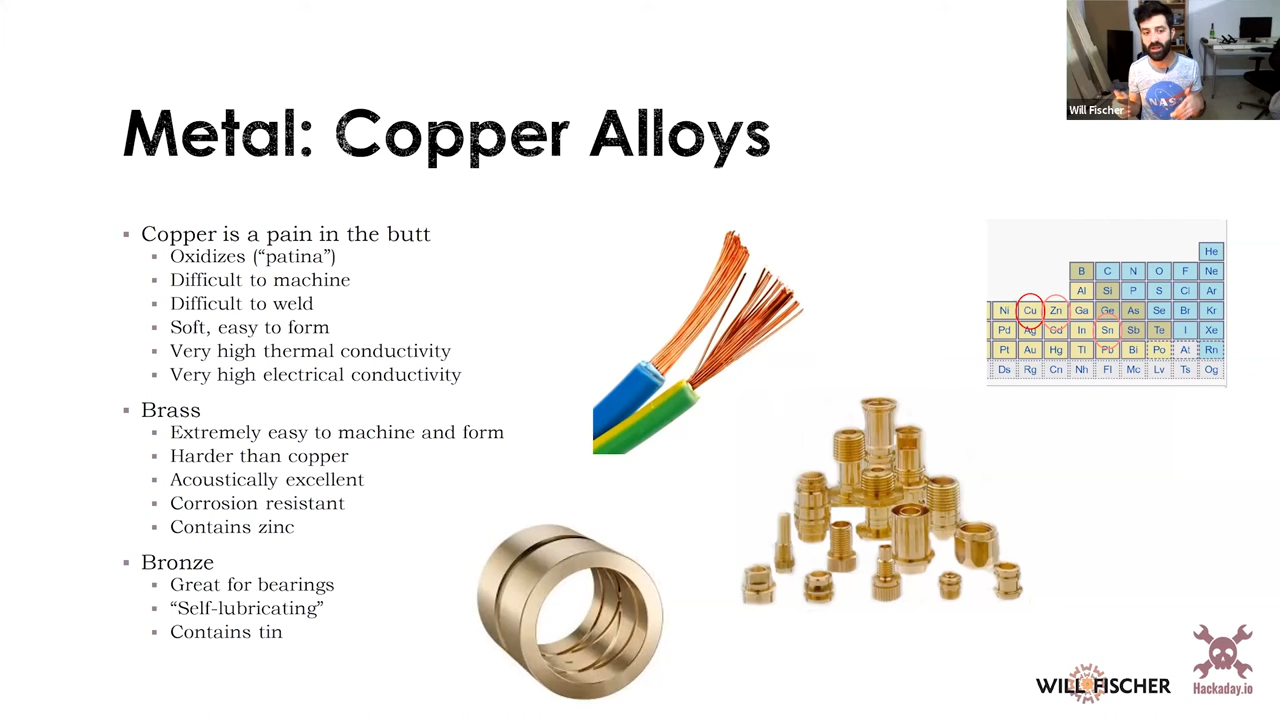 Will Fischer
NASA
Metal: Copper Alloys
▪ Copper is a pain in the butt
▪ Oxidizes (“patina”)
▪ Difficult to machine
▪ Difficult to weld
▪ Soft, easy to form
▪ Very high thermal conductivity
▪ Very high electrical conductivity
▪ Brass
▪ Extremely easy to machine and form
▪ Harder than copper
▪ Acoustically excellent
▪ Corrosion resistant
▪ Contains zinc
▪ Bronze
▪ Great for bearings
▪ “Self-lubricating”
▪ Contains tin
He
B C N O F Ne
Al Si P S Cl Ar
Ni Cu Zn Ga Ge As Se Br Kr
Pd Ag Cd In Sn Sb Te I Xe
Pt Au Hg Tl Pb Bi Po At Rn
Ds Rg Cn Nh Fl Mc Lv Ts Og
WILL FISCHER
Hackaday.io